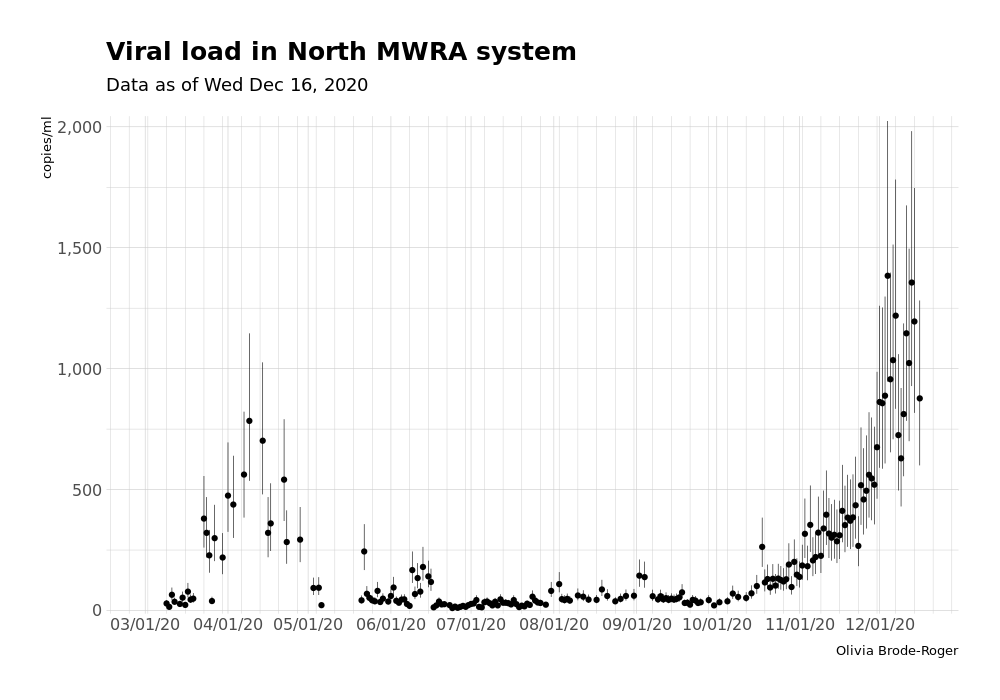 Viral load in North MWRA system
Data as of Wed Dec 16, 2020
copies/ml
2,000
1,500
1,000
500
0
03/01/20 04/01/20 05/01/20 06/01/20 07/01/20 08/01/20 09/01/20 10/01/20 11/01/20 12/01/20
Olivia Brode-Roger